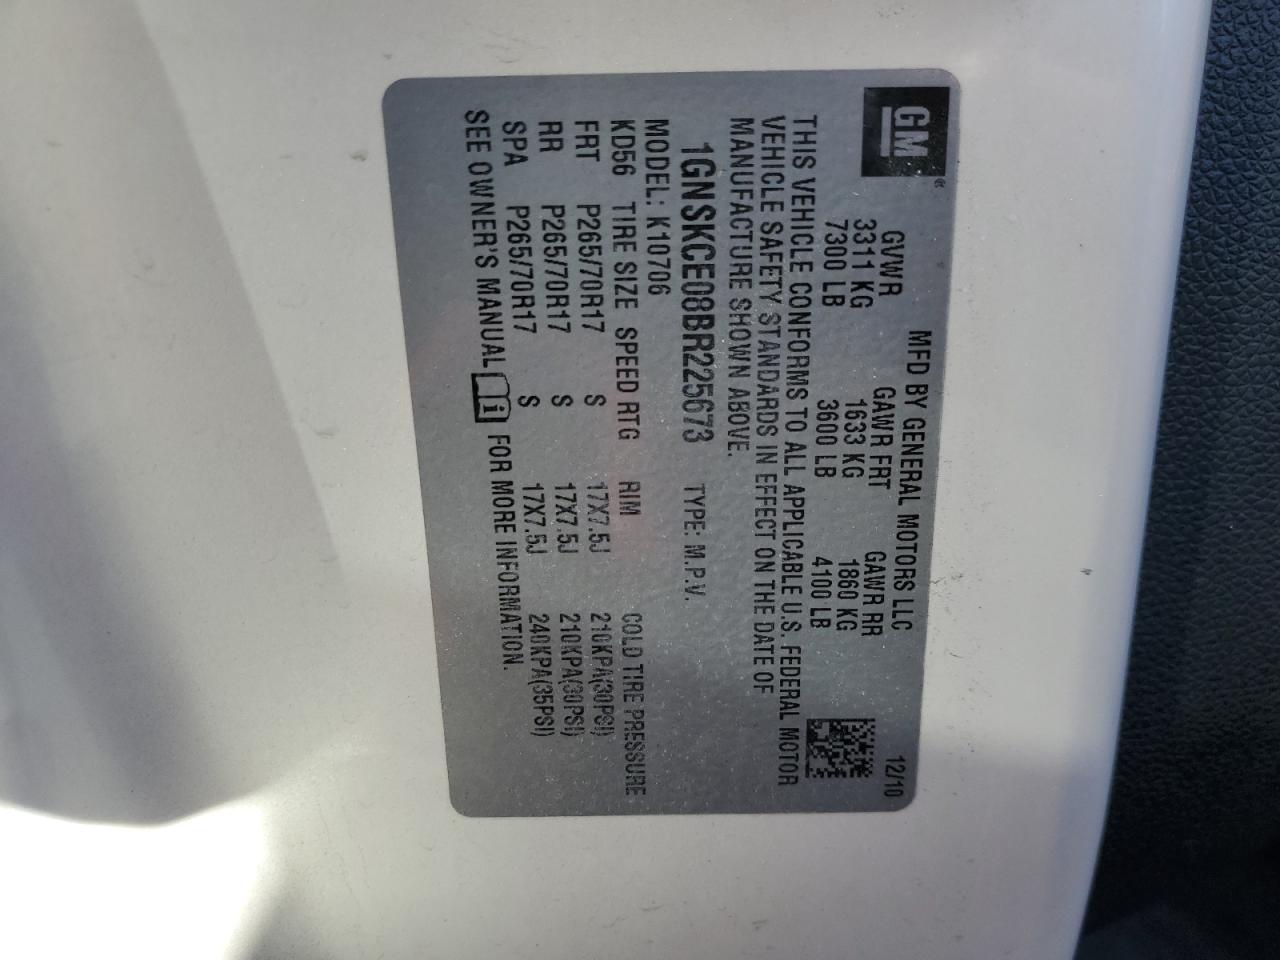 GM
MFD BY GENERAL MOTORS LLC 12/10
GVWR GAWR FRT GAWR RR
3311 KG 1633 KG 1860 KG
7300 LB 3600 LB 4100 LB
THIS VEHICLE CONFORMS TO ALL APPLICABLE U.S. FEDERAL MOTOR
VEHICLE SAFETY STANDARDS IN EFFECT ON THE DATE OF
MANUFACTURE SHOWN ABOVE.
1GNSKCE08BR225673 TYPE: M.P.V.
MODEL: K10706
KD56 TIRE SIZE SPEED RTG RIM COLD TIRE PRESSURE
FRT P265/70R17 S 17X7.5J 210KPA(30PSI)
RR P265/70R17 S 17X7.5J 210KPA(30PSI)
SPA P265/70R17 S 17X7.5J 240KPA(35PSI)
SEE OWNER'S MANUAL i FOR MORE INFORMATION.